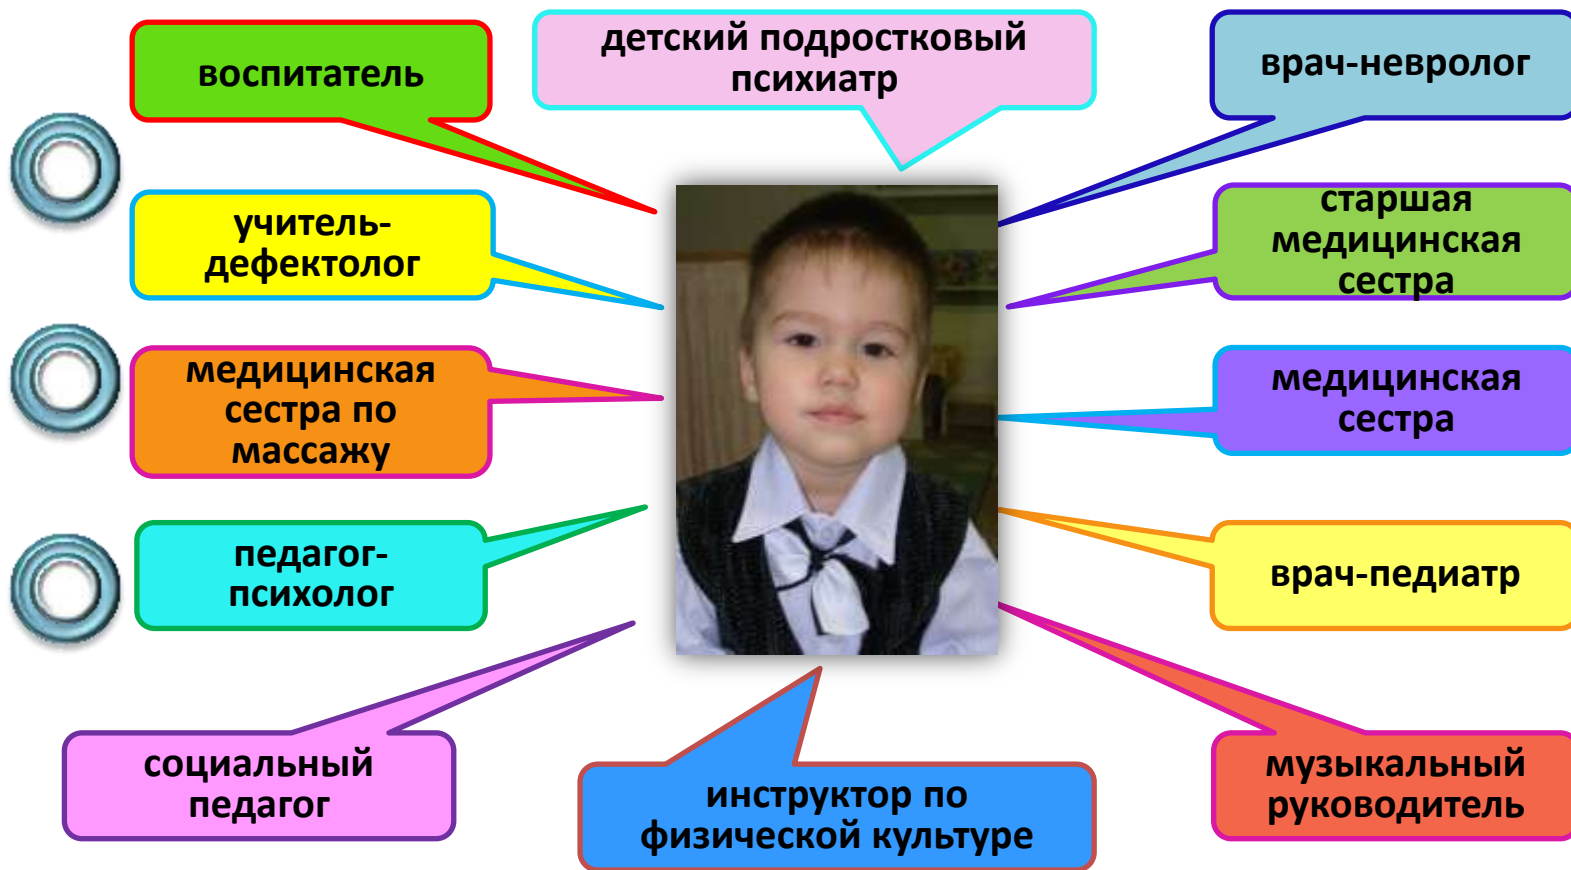 воспитатель
детский подростковый
психиатр
врач-невролог
учитель-
дефектолог
старшая
медицинская
сестра
медицинская
сестра по
массажу
медицинская
сестра
педагог-
психолог
врач-педиатр
социальный
педагог
инструктор по
физической культуре
музыкальный
руководитель